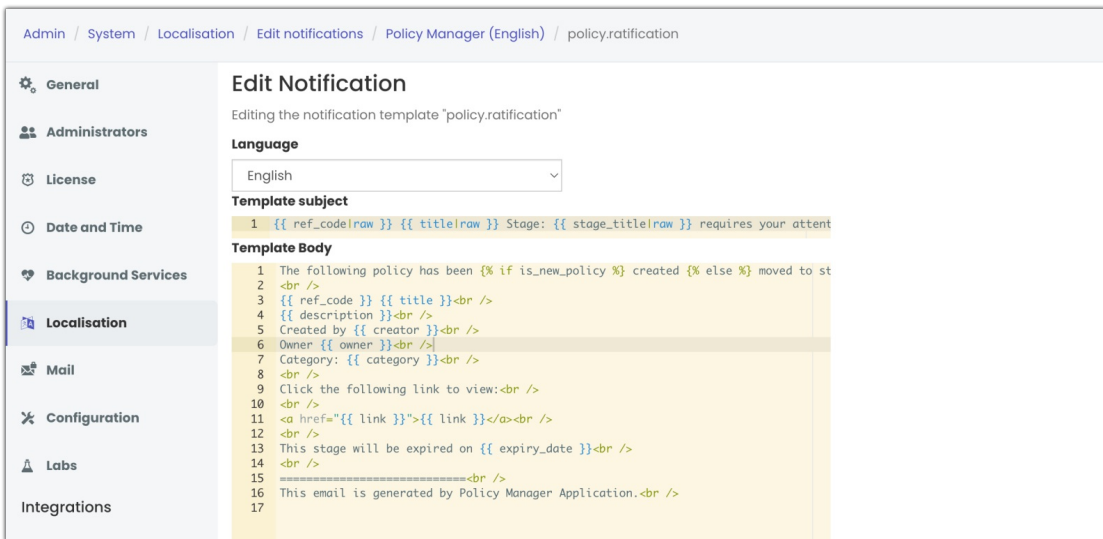 Admin / System / Localisation / Edit notifications / Policy Manager (English) / policy.ratification
General
Administrators
License
Date and Time
Background Services
Localisation
Mail
Configuration
Labs
Integrations
Edit Notification
Editing the notification template "policy.ratification"
Language
English
Template subject
1 {{ ref_code|raw }} {{ title|raw }} Stage: {{ stage_title|raw }} requires your attent
Template Body
1 The following policy has been {% if is_new_policy %} created {% else %} moved to st
2 <br />
3 {{ ref_code }} {{ title }}<br />
4 {{ description }}<br />
5 Created by {{ creator }}<br />
6 Owner {{ owner }}<br />
7 Category: {{ category }}<br />
8 <br />
9 Click the following link to view:<br />
10 <br />
11 <a href="{{ link }}">{{ link }}</a><br />
12 <br />
13 This stage will be expired on {{ expiry_date }}<br />
14 <br />
15 ============================<br />
16 This email is generated by Policy Manager Application.<br />
17